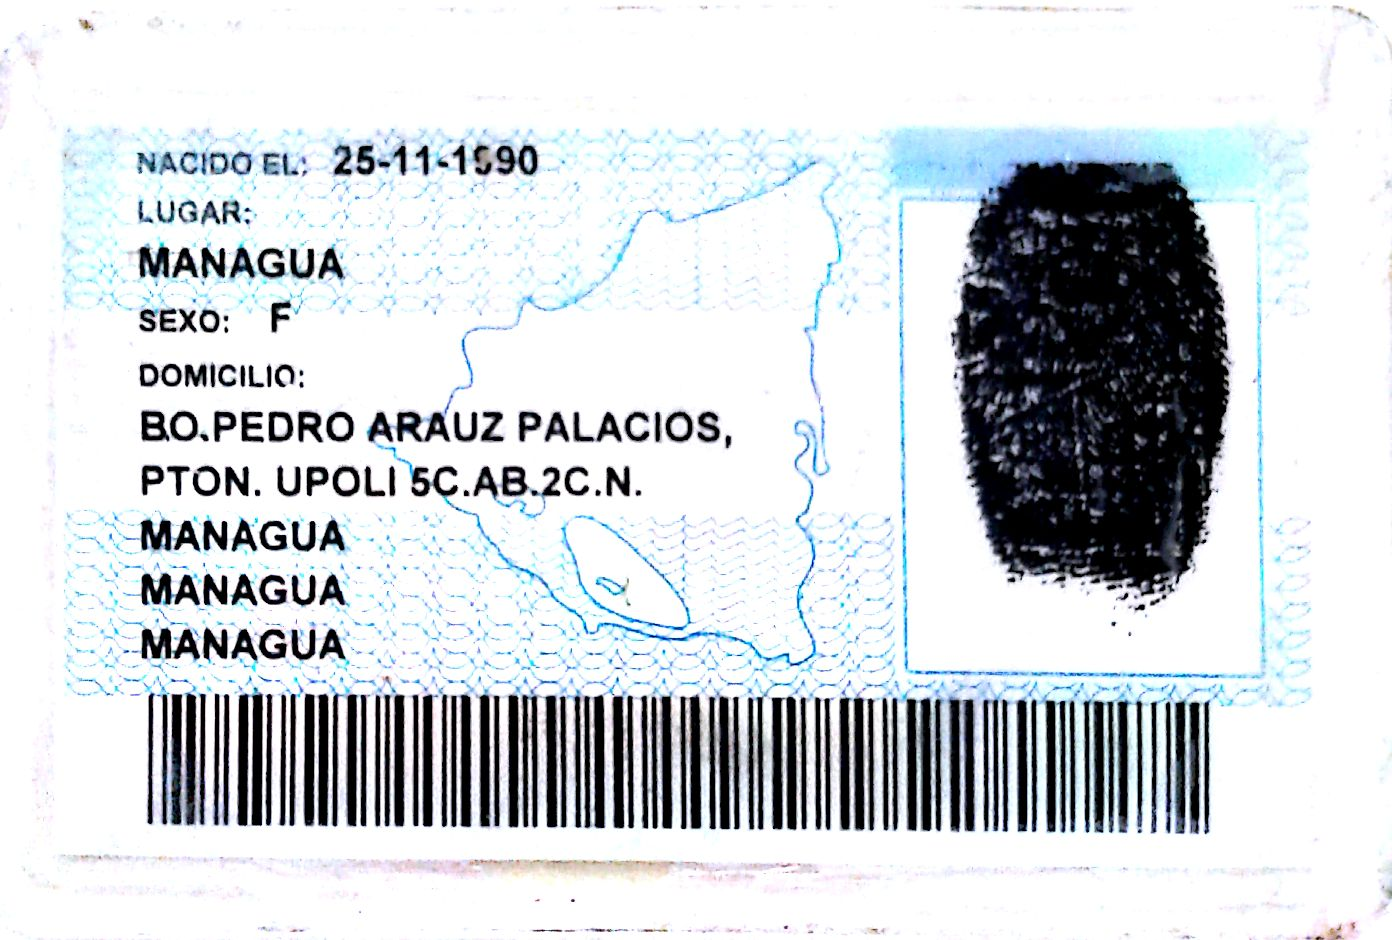 NACIDO EL: 25-11-1990
LUGAR:
MANAGUA
SEXO: F
DOMICILIO:
BO.PEDRO ARAUZ PALACIOS,
PTON. UPOLI 5C.AB.2C.N.
MANAGUA
MANAGUA
MANAGUA